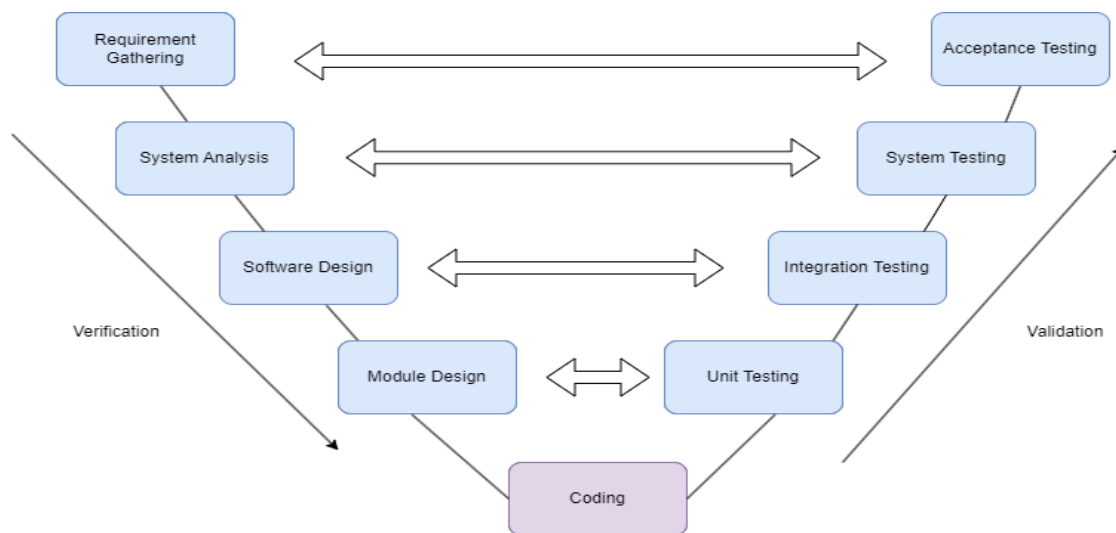 Requirement
Gathering
Acceptance Testing
System Analysis
System Testing
Software Design
Integration Testing
Verification
Validation
Module Design
Unit Testing
Coding